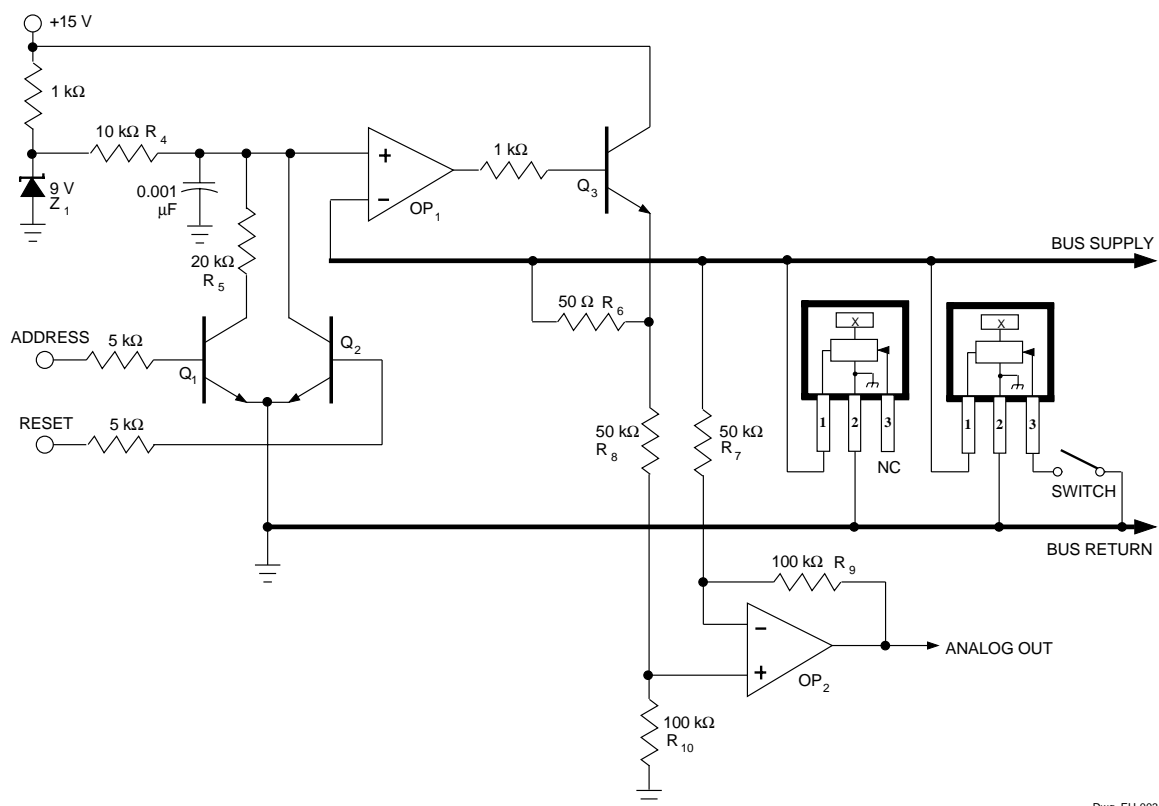 +15 V
1 kΩ
10 kΩ R4
9 V
Z1
0.001
µF
+
–
OP1
1 kΩ
Q3
BUS SUPPLY
20 kΩ
R5
50 Ω R6
X
X
ADDRESS
5 kΩ
Q1
Q2
RESET
5 kΩ
1 2 3
NC
1 2 3
SWITCH
50 kΩ
R8
50 kΩ
R7
BUS RETURN
100 kΩ R9
–
+
OP2
ANALOG OUT
100 kΩ
R10